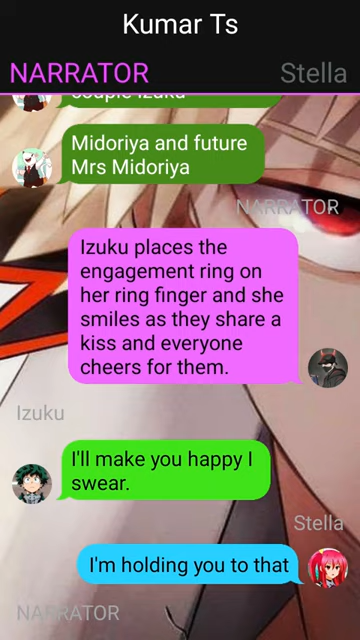 Kumar Ts
NARRATOR
Stella
couple Izuku
Midoriya and future
Mrs Midoriya
NARRATOR
Izuku places the
engagement ring on
her ring finger and she
smiles as they share a
kiss and everyone
cheers for them.
Izuku
I'll make you happy I
swear.
Stella
I'm holding you to that
NARRATOR